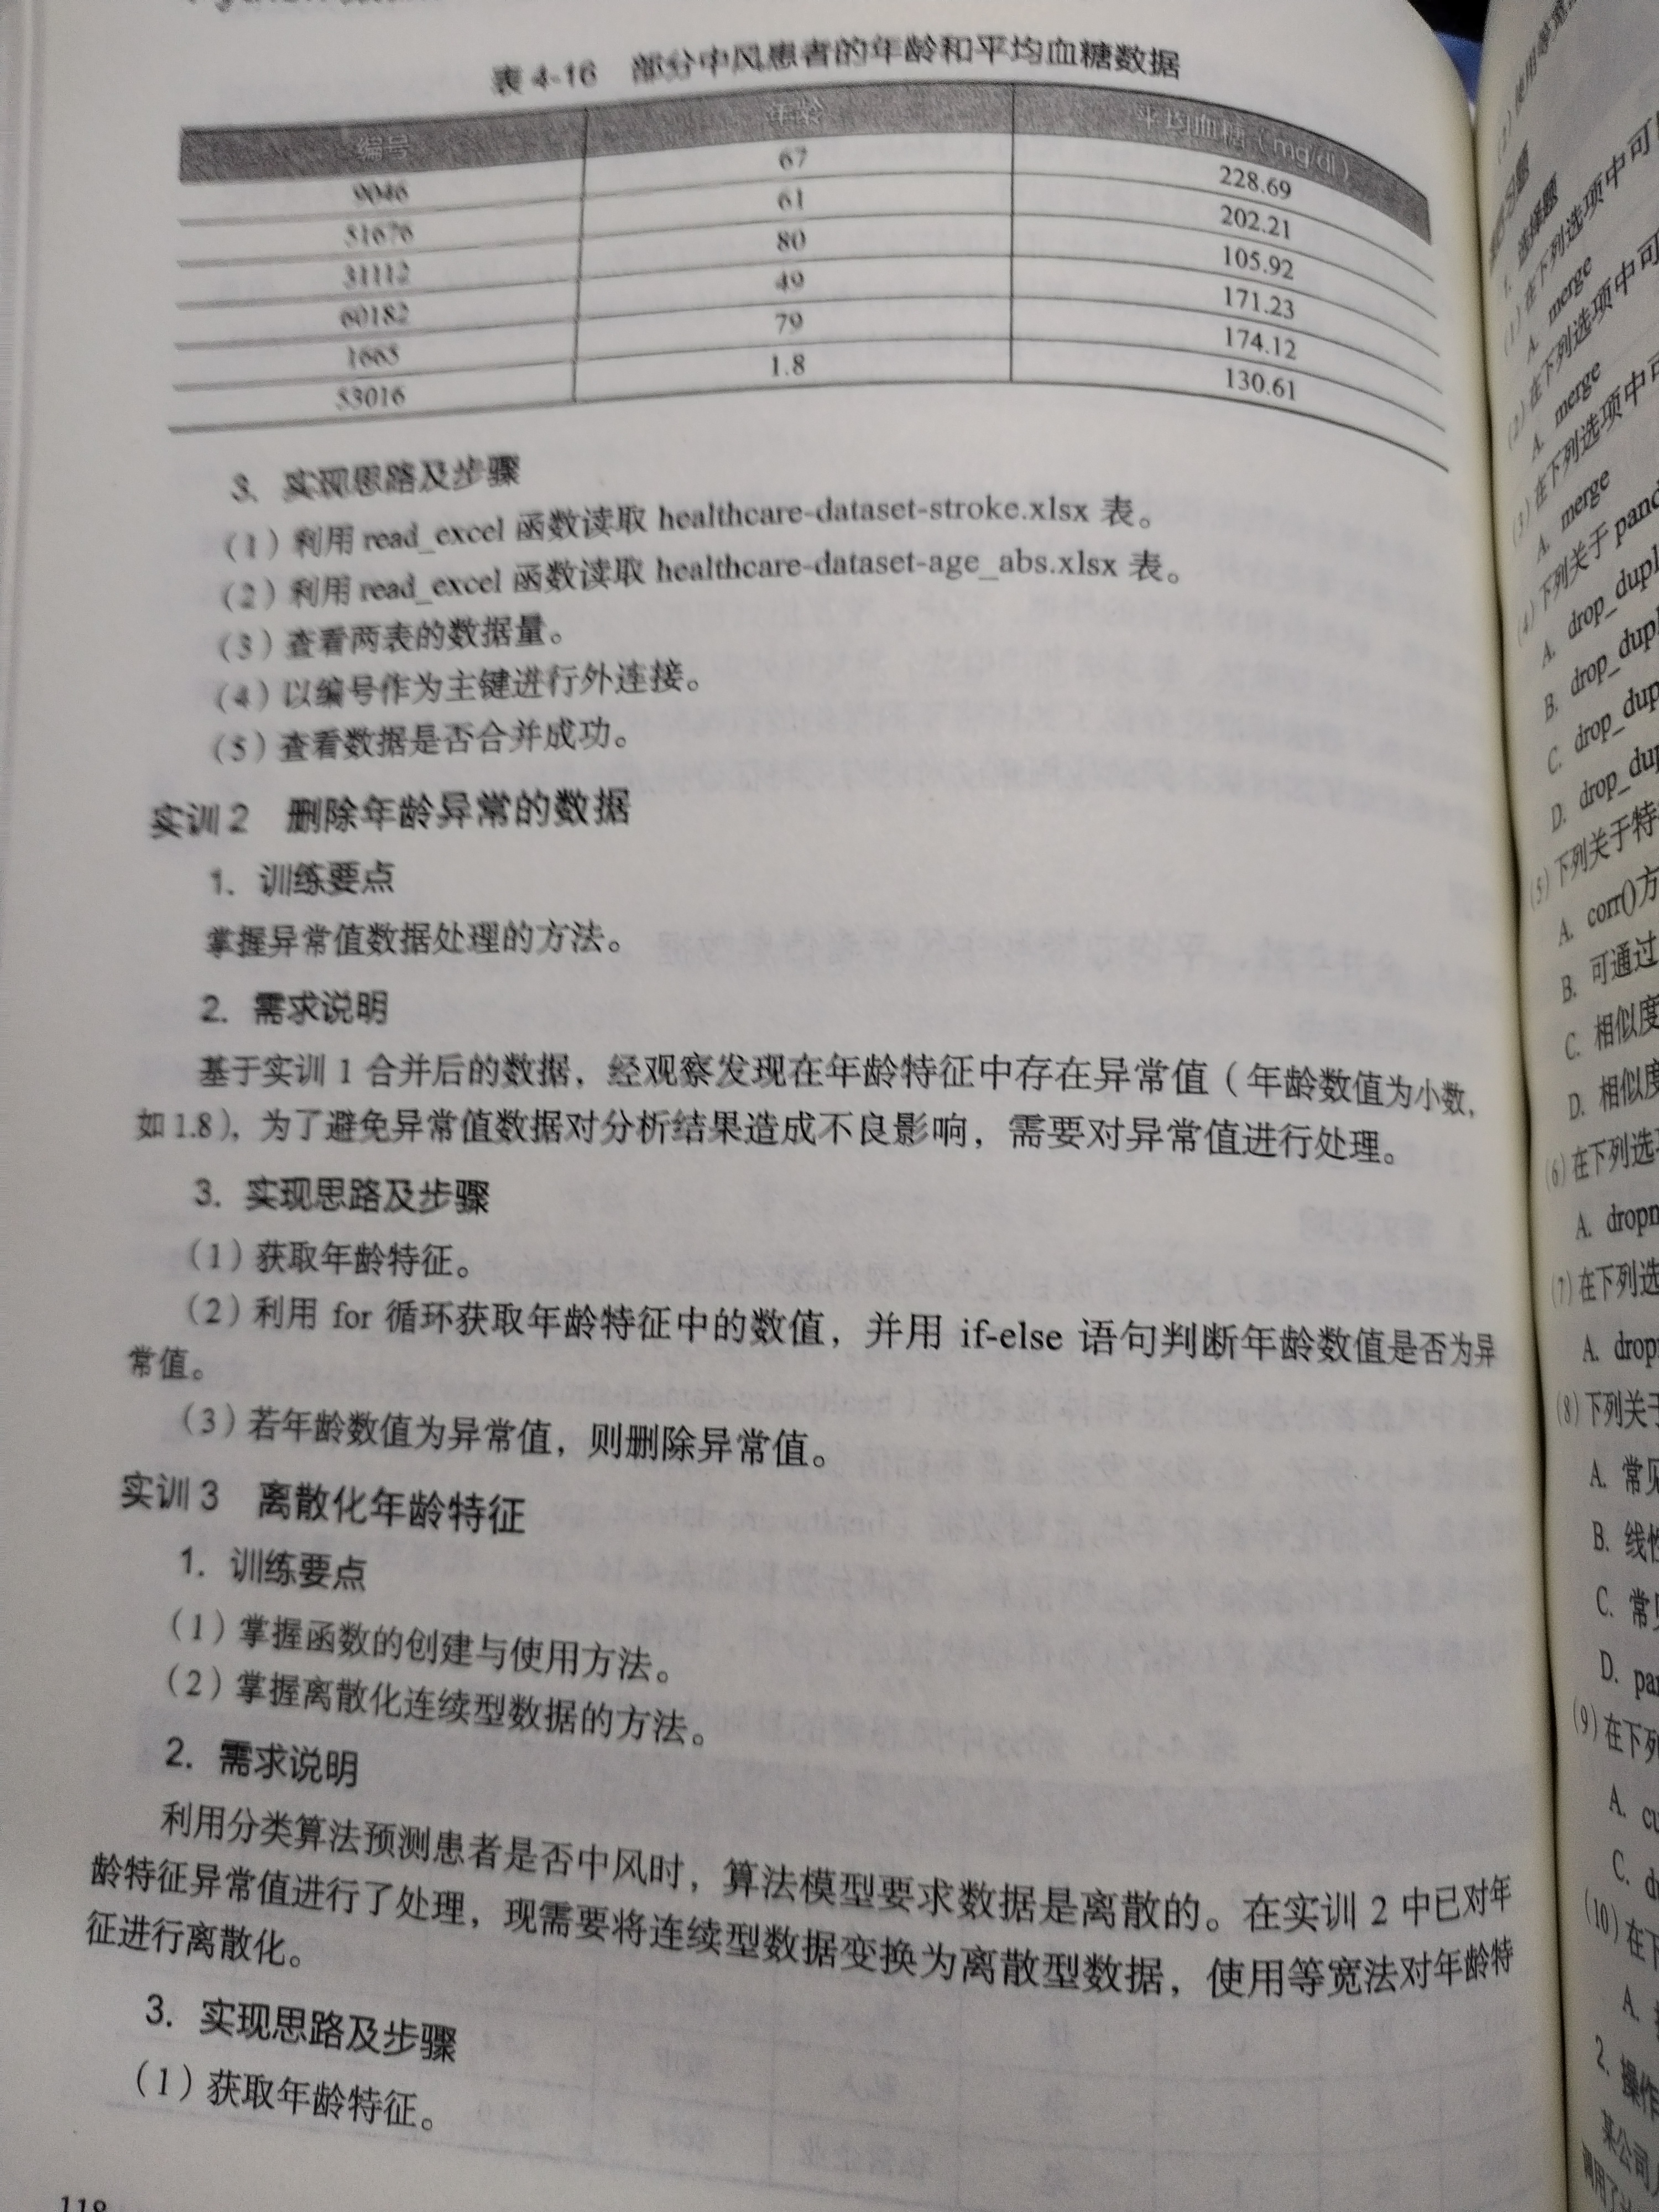 表 4-16 部分中风患者的年龄和平均血糖数据
编号 年龄 平均血糖（mg/dl）
9046 67 228.69
51676 61 202.21
31112 80 105.92
60182 49 171.23
1665 79 174.12
53016 1.8 130.61
3. 实现思路及步骤
（1）利用 read_excel 函数读取 healthcare-dataset-stroke.xlsx 表。
（2）利用 read_excel 函数读取 healthcare-dataset-age_abs.xlsx 表。
（3）查看两表的数据量。
（4）以编号作为主键进行外连接。
（5）查看数据是否合并成功。
实训 2 删除年龄异常的数据
1. 训练要点
掌握异常值数据处理的方法。
2. 需求说明
基于实训 1 合并后的数据，经观察发现在年龄特征中存在异常值（年龄数值为小数，
如 1.8），为了避免异常值数据对分析结果造成不良影响，需要对异常值进行处理。
3. 实现思路及步骤
（1）获取年龄特征。
（2）利用 for 循环获取年龄特征中的数值，并用 if-else 语句判断年龄数值是否为异
常值。
（3）若年龄数值为异常值，则删除异常值。
实训 3 离散化年龄特征
1. 训练要点
（1）掌握函数的创建与使用方法。
（2）掌握离散化连续型数据的方法。
2. 需求说明
利用分类算法预测患者是否中风时，算法模型要求数据是离散的。在实训 2 中已对年
龄特征异常值进行了处理，现需要将连续型数据变换为离散型数据，使用等宽法对年龄特
征进行离散化。
3. 实现思路及步骤
（1）获取年龄特征。
118
1. 选择题
（1）在下列选项中可
A. merge
（2）在下列选项中可
A. merge
（3）在下列选项中可
A. merge
（4）下列关于
A.
B.
C.
D.
（5）下列关于特
A. corr()方
B. 可通过
C. 相似度
D. 相似度
（6）在下列选
A.
（7）在下列选
A.
（8）下列关于
A. 常见
B. 线性
C.
D.
（9）在下列
A.
C.
（10）在下
A.
2. 操作
某公司